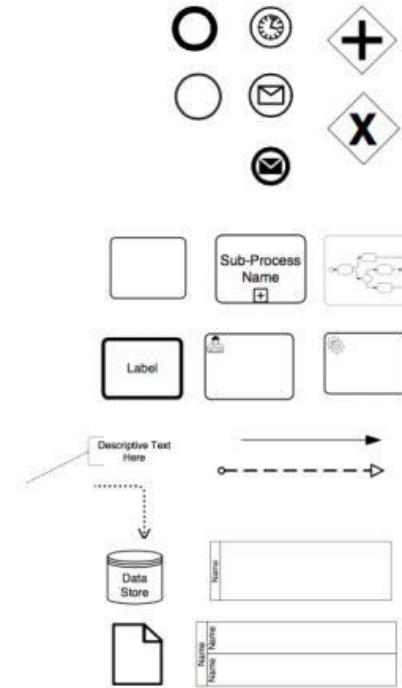 X
Sub-Process
Name
Label
Descriptive Text
Here
Data
Store
Name
Name
Name
Name